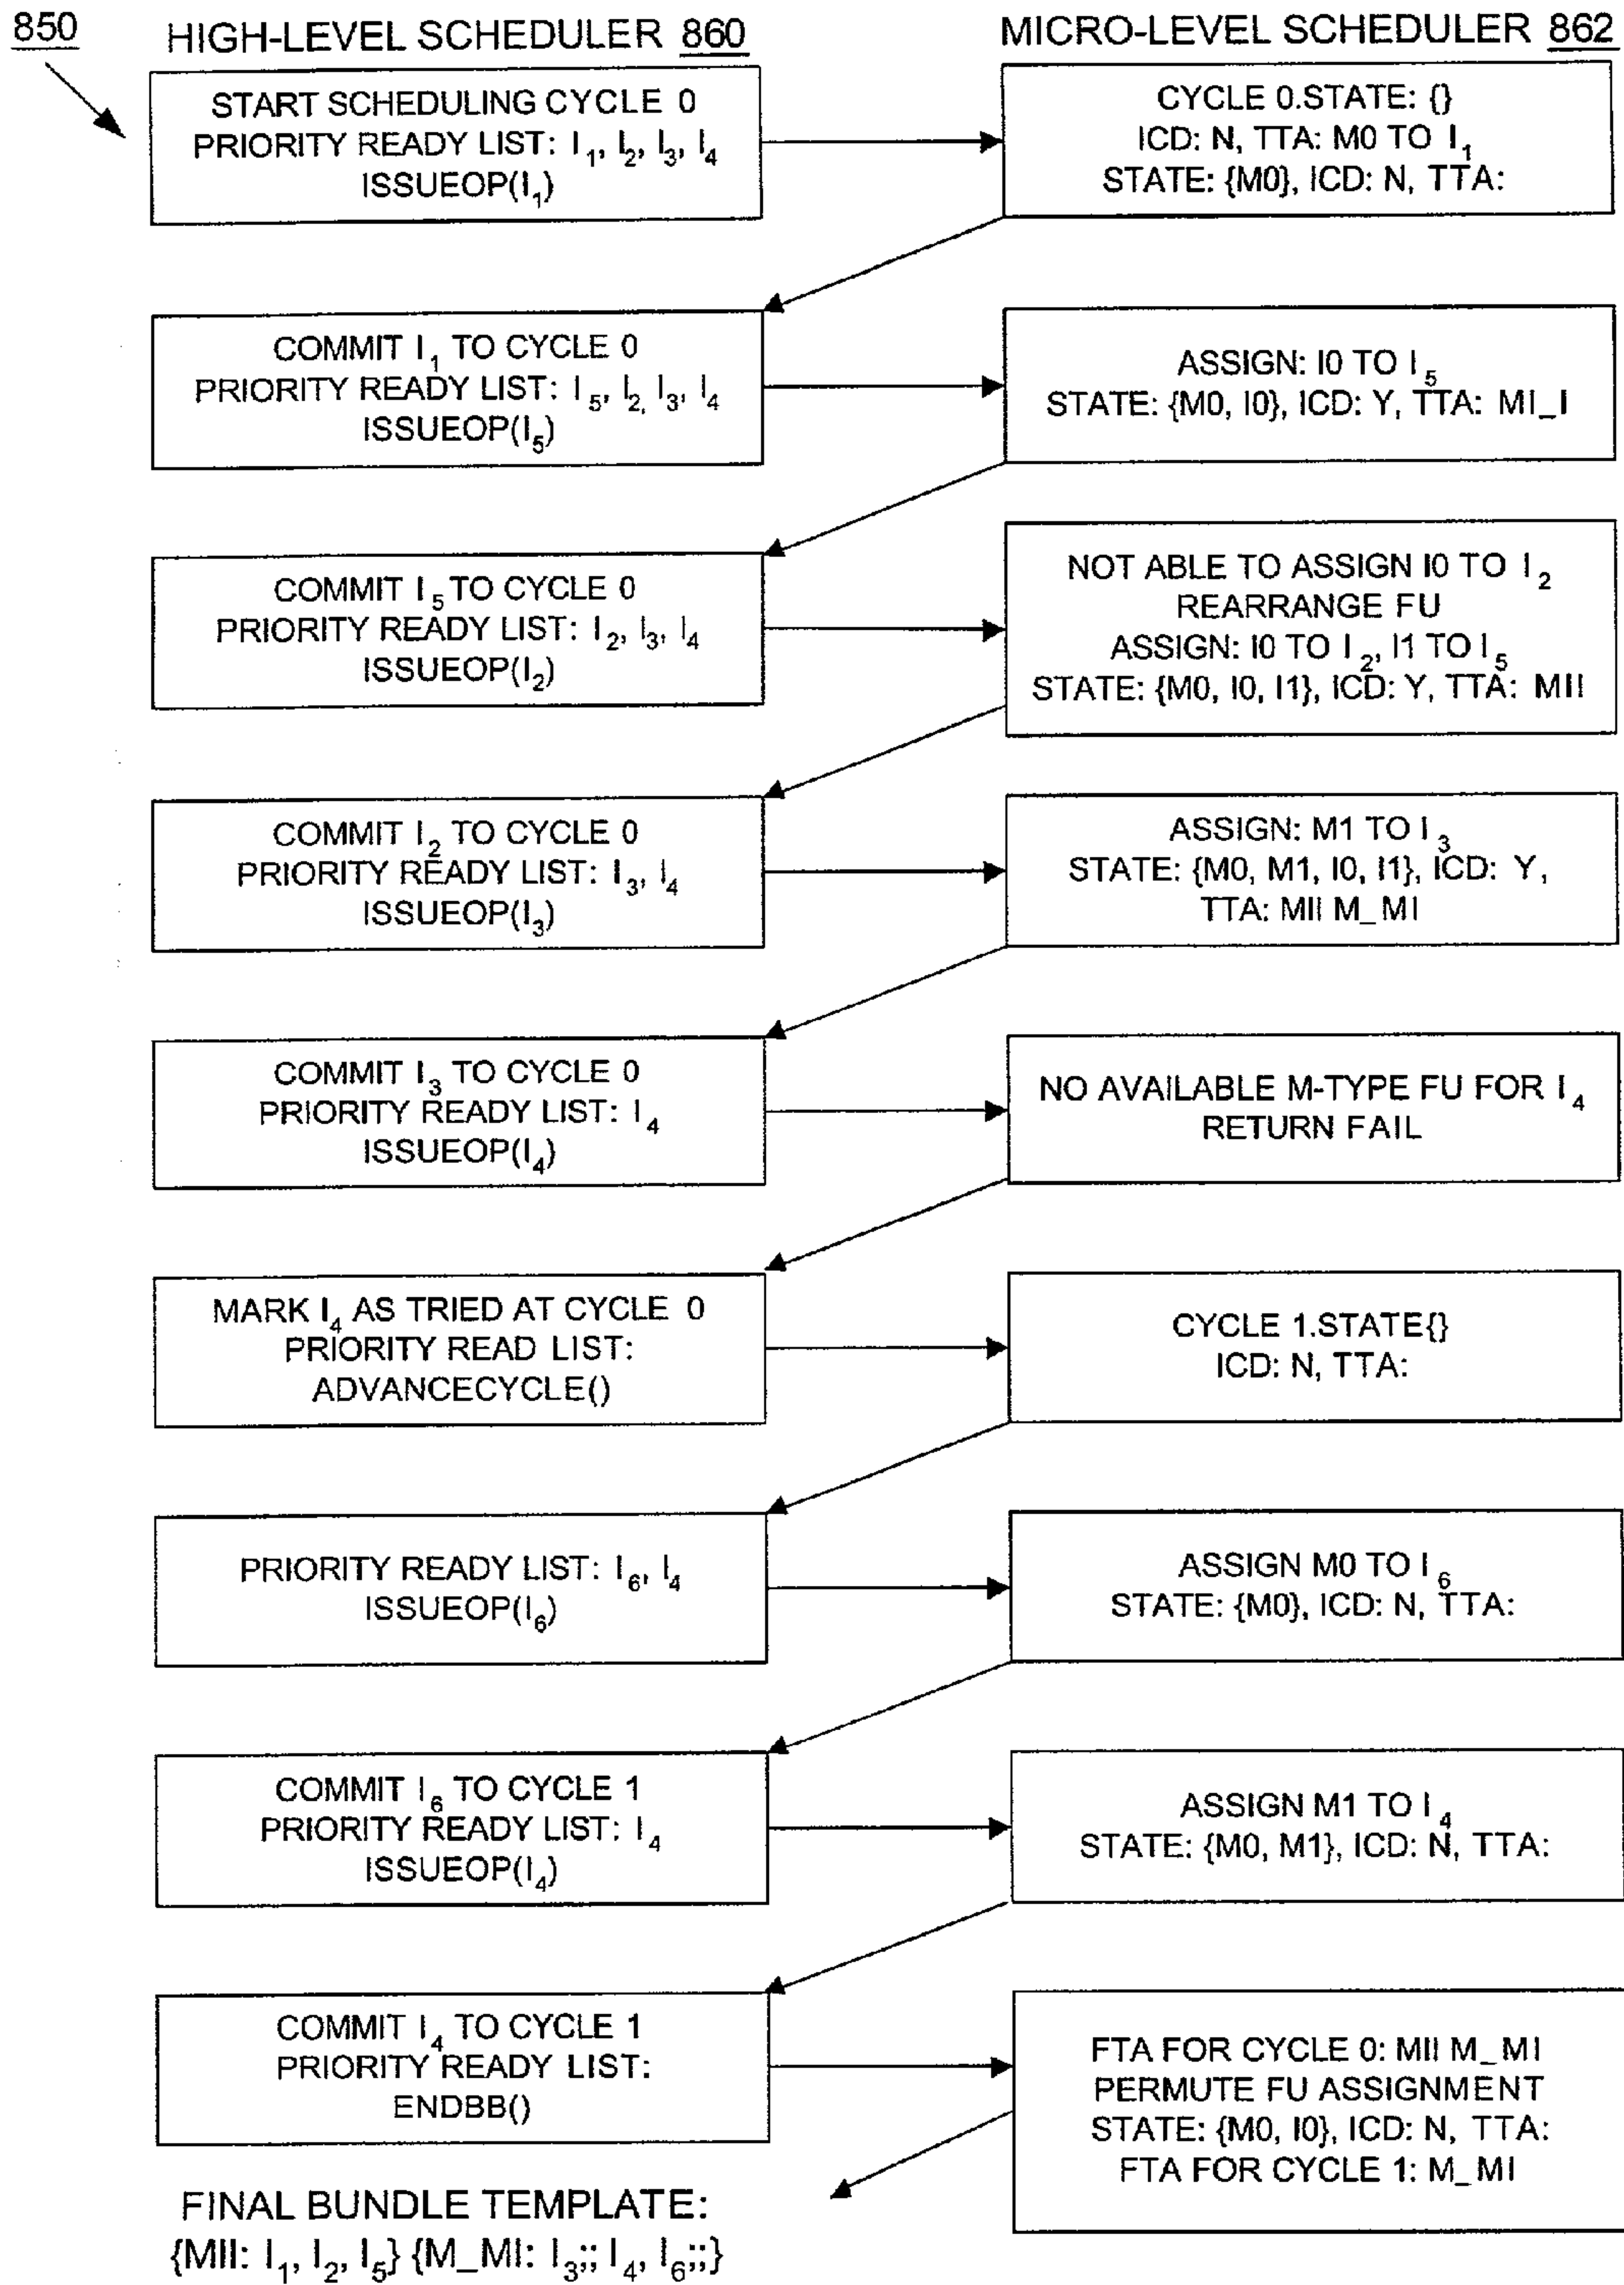 850
HIGH-LEVEL SCHEDULER 860
MICRO-LEVEL SCHEDULER 862
START SCHEDULING CYCLE 0
PRIORITY READY LIST: I₁, I₂, I₃, I₄
ISSUEOP(I₁)
CYCLE 0.STATE: {}
ICD: N, TTA: M0 TO I₁
STATE: {M0}, ICD: N, TTA:
COMMIT I₁ TO CYCLE 0
PRIORITY READY LIST: I₅, I₂, I₃, I₄
ISSUEOP(I₅)
ASSIGN: I0 TO I₅
STATE: {M0, I0}, ICD: Y, TTA: MI_I
COMMIT I₅ TO CYCLE 0
PRIORITY READY LIST: I₂, I₃, I₄
ISSUEOP(I₂)
NOT ABLE TO ASSIGN I0 TO I₂
REARRANGE FU
ASSIGN: I0 TO I₂, I1 TO I₅
STATE: {M0, I0, I1}, ICD: Y, TTA: MII
COMMIT I₂ TO CYCLE 0
PRIORITY READY LIST: I₃, I₄
ISSUEOP(I₃)
ASSIGN: M1 TO I₃
STATE: {M0, M1, I0, I1}, ICD: Y,
TTA: MII M_MI
COMMIT I₃ TO CYCLE 0
PRIORITY READY LIST: I₄
ISSUEOP(I₄)
NO AVAILABLE M-TYPE FU FOR I₄
RETURN FAIL
MARK I₄ AS TRIED AT CYCLE 0
PRIORITY READ LIST:
ADVANCECYCLE()
CYCLE 1.STATE{}
ICD: N, TTA:
PRIORITY READY LIST: I₆, I₄
ISSUEOP(I₆)
ASSIGN M0 TO I₆
STATE: {M0}, ICD: N, TTA:
COMMIT I₆ TO CYCLE 1
PRIORITY READY LIST: I₄
ISSUEOP(I₄)
ASSIGN M1 TO I₄
STATE: {M0, M1}, ICD: N, TTA:
COMMIT I₄ TO CYCLE 1
PRIORITY READY LIST:
ENDBB()
FTA FOR CYCLE 0: MII M_MI
PERMUTE FU ASSIGNMENT
STATE: {M0, I0}, ICD: N, TTA:
FTA FOR CYCLE 1: M_MI
FINAL BUNDLE TEMPLATE:
{MII: I₁, I₂, I₅} {M_MI: I₃;; I₄, I₆;;}